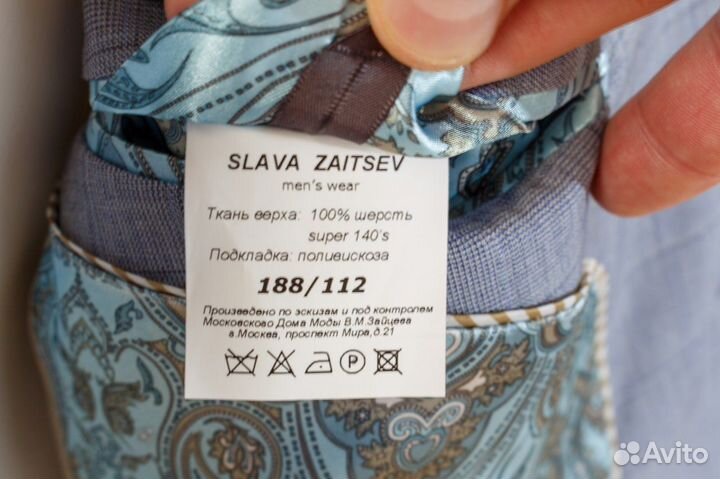 SLAVA ZAITSEV
men's wear
Ткань верха: 100% шерсть
super 140's
Подкладка: поливискоза
188/112
Произведено по эскизам и под контролем
Московского Дома Моды В.М.Зайцева
г.Москва, проспект Мира,д.21
P
Avito